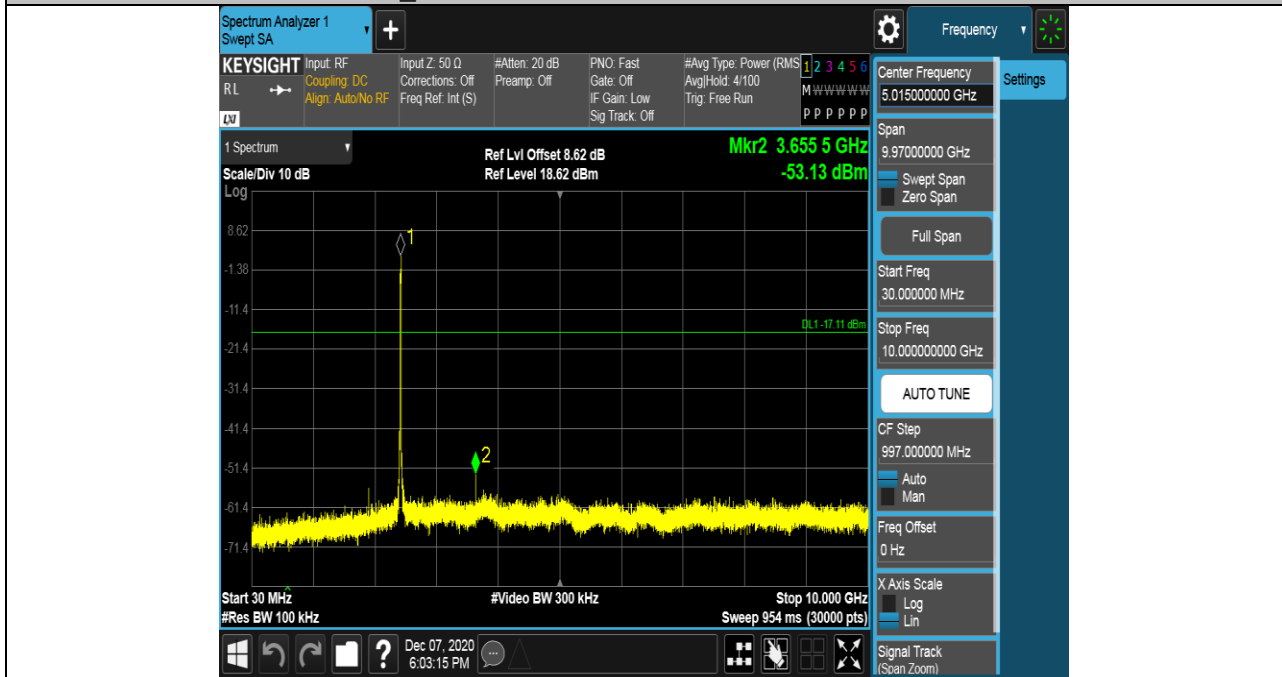 Spectrum Analyzer 1
Swept SA
+
Frequency
KEYSIGHT
RL
LXI
Input: RF
Coupling: DC
Align: Auto/No RF
Input Z: 50 Ω
Corrections: Off
Freq Ref: Int (S)
#Atten: 20 dB
Preamp: Off
PNO: Fast
Gate: Off
IF Gain: Low
Sig Track: Off
#Avg Type: Power (RMS
Avg|Hold: 4/100
Trig: Free Run
1 2 3 4 5 6
M W W W W W
P P P P P P
1 Spectrum
Scale/Div 10 dB
Ref Lvl Offset 8.62 dB
Ref Level 18.62 dBm
Mkr2 3.655 5 GHz
-53.13 dBm
Log
8.62
-1.38
-11.4
-21.4
-31.4
-41.4
-51.4
-61.4
-71.4
1
2
DL1 -17.11 dBm
Start 30 MHz
#Res BW 100 kHz
#Video BW 300 kHz
Stop 10.000 GHz
Sweep 954 ms (30000 pts)
?
Dec 07, 2020
6:03:15 PM
Center Frequency
5.015000000 GHz
Span
9.97000000 GHz
Swept Span
Zero Span
Full Span
Start Freq
30.000000 MHz
Stop Freq
10.000000000 GHz
AUTO TUNE
CF Step
997.000000 MHz
Auto
Man
Freq Offset
0 Hz
X Axis Scale
Log
Lin
Signal Track
(Span Zoom)
Settings